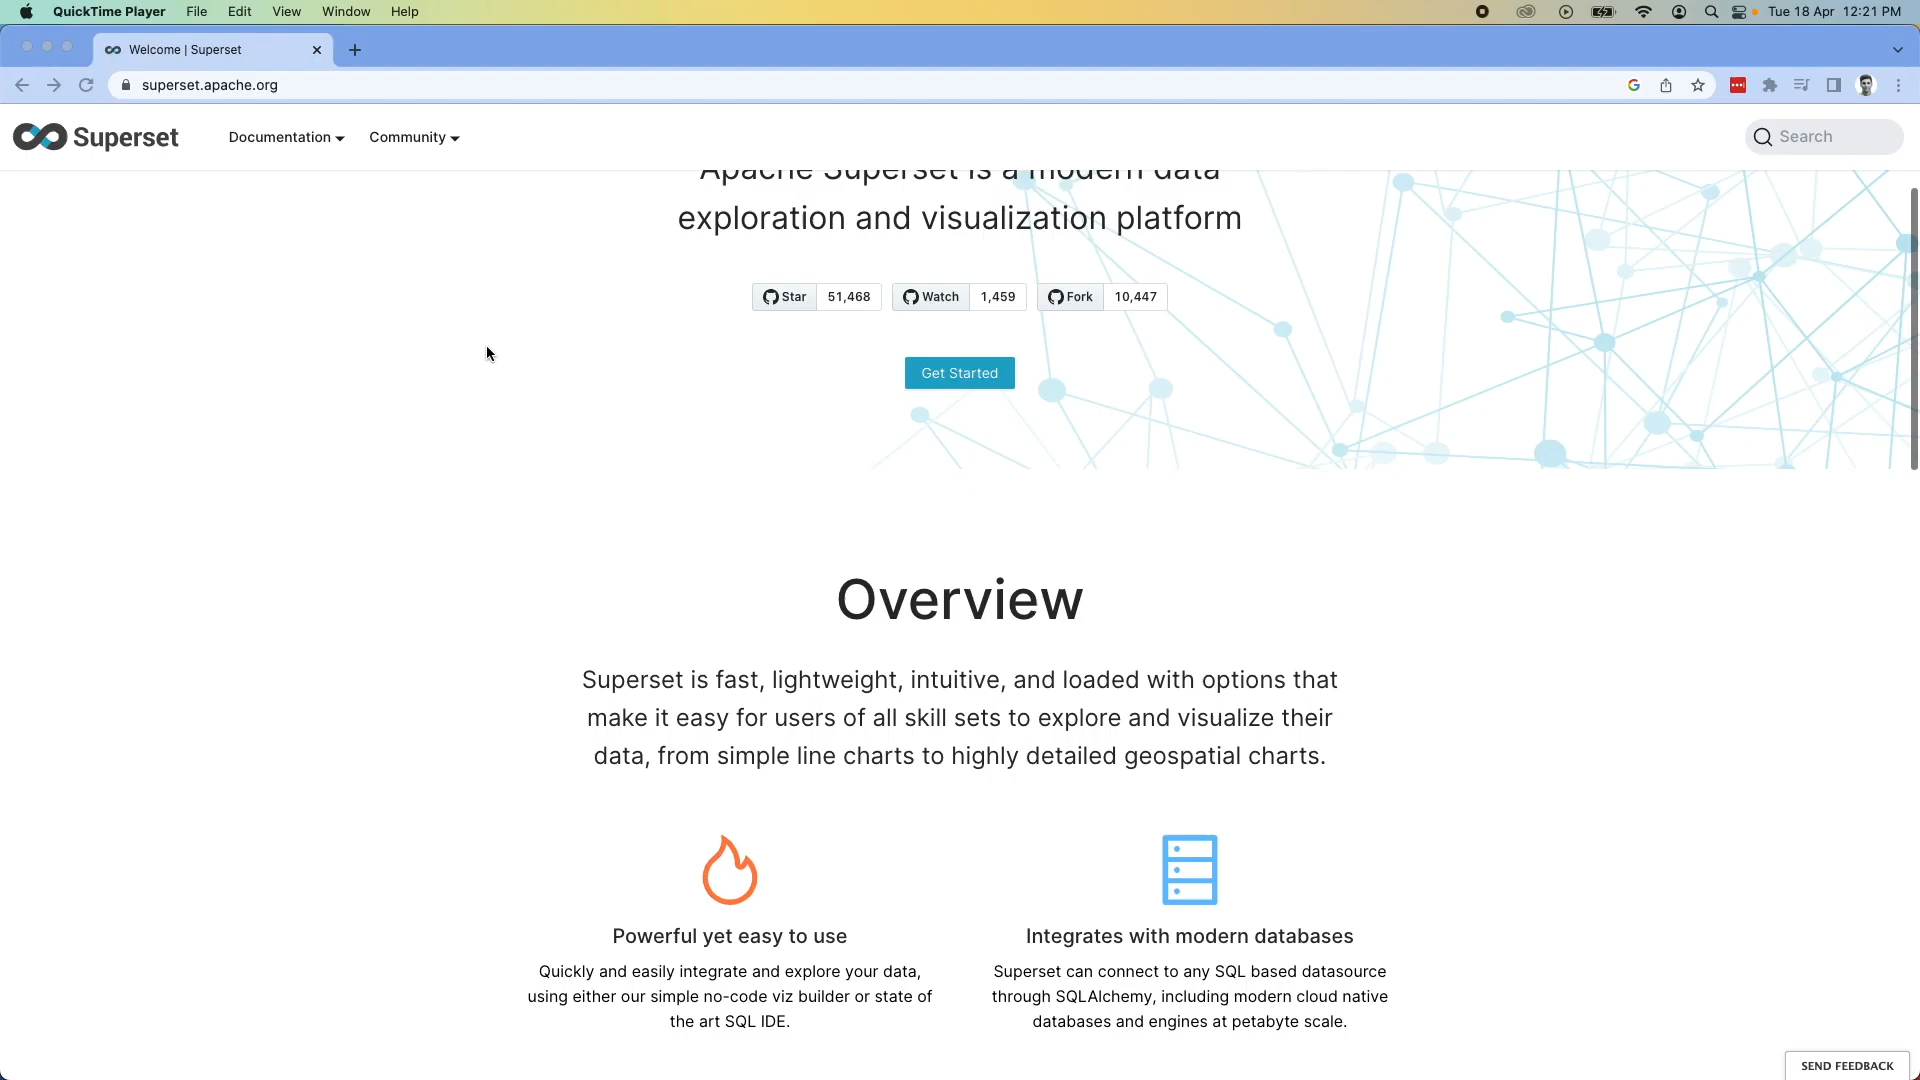 QuickTime Player File Edit View Window Help Tue 18 Apr 12:21 PM
Welcome | Superset
superset.apache.org
Superset Documentation Community Search
Apache Superset is a modern data
exploration and visualization platform
Star 51,468 Watch 1,459 Fork 10,447
Get Started
Overview
Superset is fast, lightweight, intuitive, and loaded with options that
make it easy for users of all skill sets to explore and visualize their
data, from simple line charts to highly detailed geospatial charts.
Powerful yet easy to use
Quickly and easily integrate and explore your data,
using either our simple no-code viz builder or state of
the art SQL IDE.
Integrates with modern databases
Superset can connect to any SQL based datasource
through SQLAlchemy, including modern cloud native
databases and engines at petabyte scale.
SEND FEEDBACK